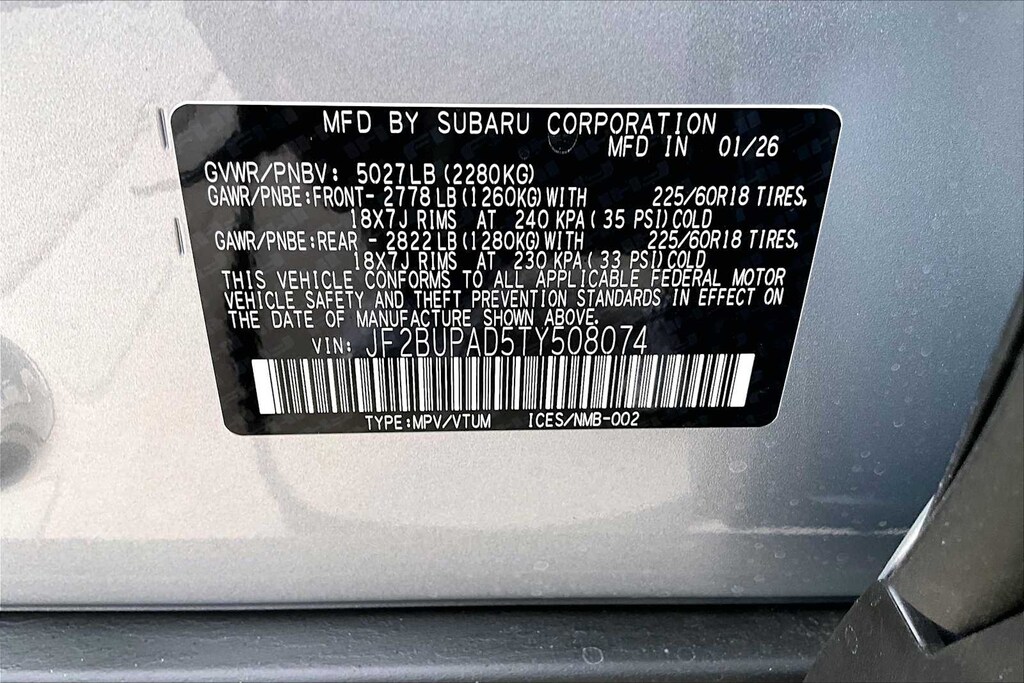 MFD BY SUBARU CORPORATION
MFD IN 01/26
GVWR/PNBV: 5027LB (2280KG)
GAWR/PNBE:FRONT- 2778 LB (1260KG) WITH 225/60R18 TIRES,
18X7J RIMS AT 240 KPA ( 35 PSI) COLD
GAWR/PNBE:REAR - 2822 LB (1280KG) WITH 225/60R18 TIRES,
18X7J RIMS AT 230 KPA ( 33 PSI) COLD
THIS VEHICLE CONFORMS TO ALL APPLICABLE FEDERAL MOTOR
VEHICLE SAFETY AND THEFT PREVENTION STANDARDS IN EFFECT ON
THE DATE OF MANUFACTURE SHOWN ABOVE.
VIN: JF2BUPAD5TY508074
TYPE:MPV/VTUM ICES/NMB-002